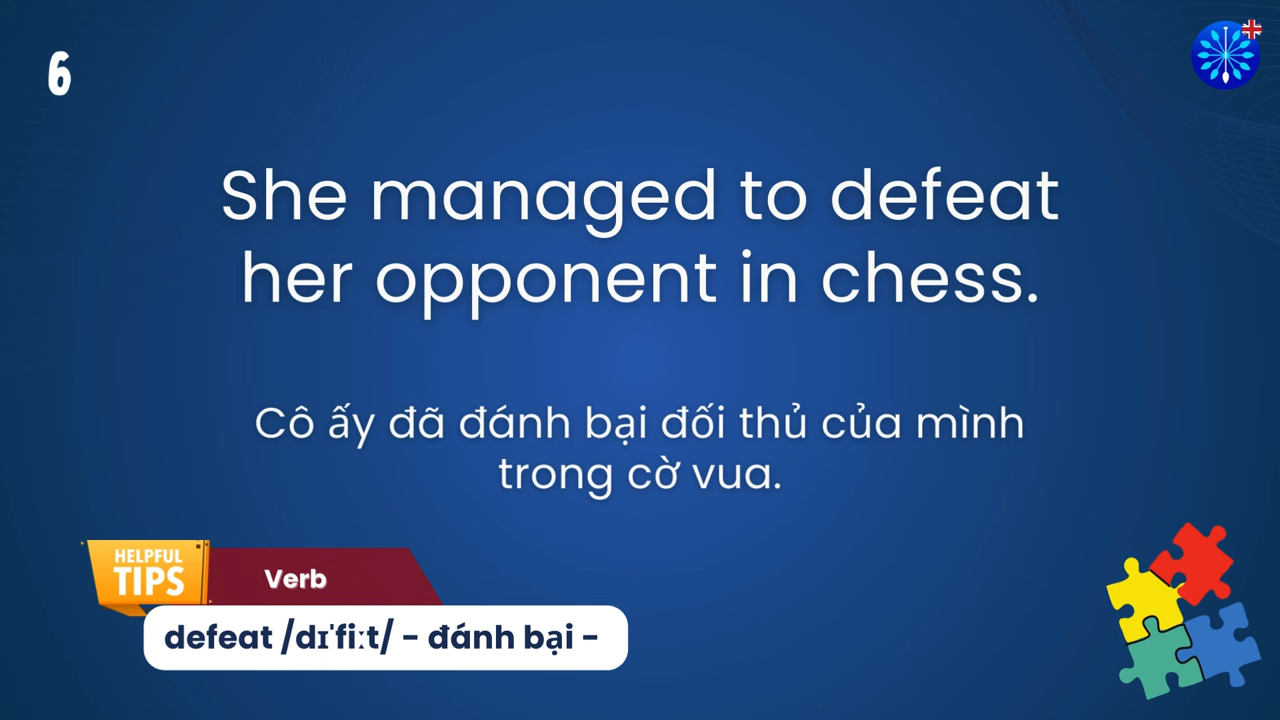 6
She managed to defeat
her opponent in chess.
Cô ấy đã đánh bại đối thủ của mình
trong cờ vua.
HELPFUL
TIPS
Verb
defeat /dɪˈfiːt/ - đánh bại -